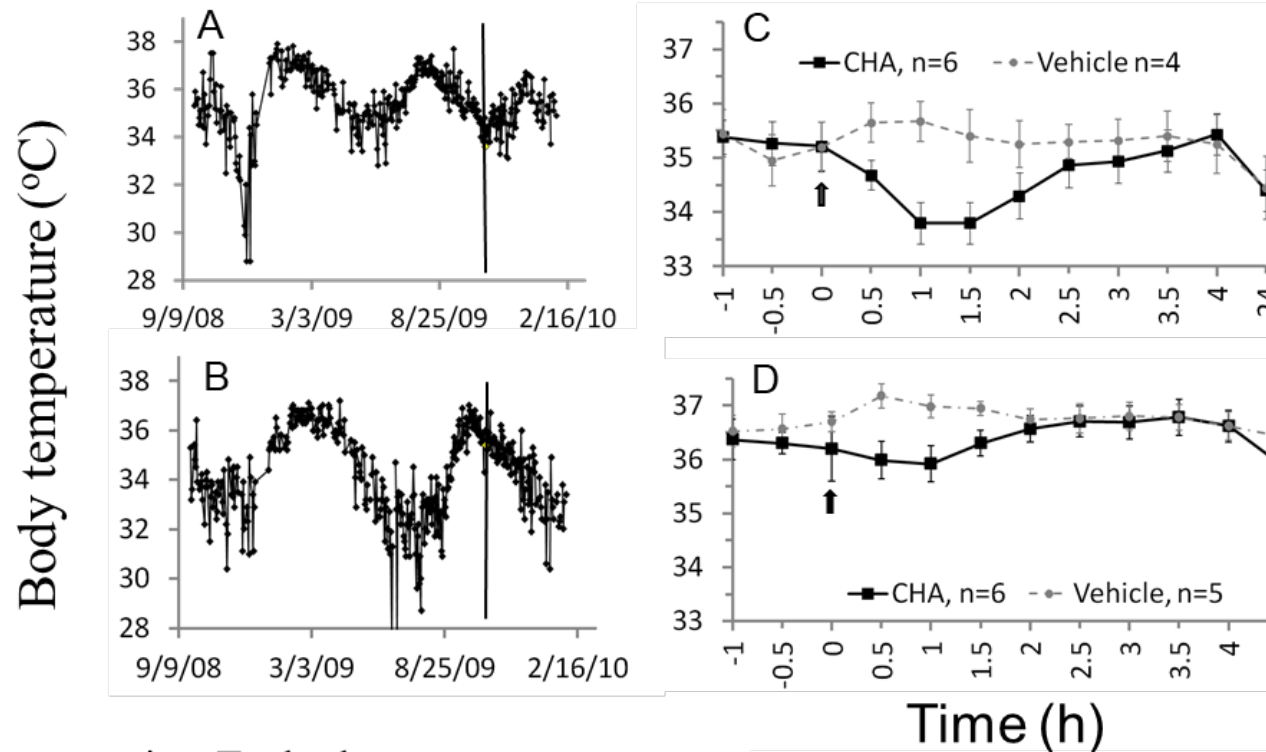 Body temperature (ºC)
A
38
36
34
32
30
28
9/9/08 3/3/09 8/25/09 2/16/10
B
38
36
34
32
30
28
9/9/08 3/3/09 8/25/09 2/16/10
C
CHA, n=6 Vehicle n=4
37
36
35
34
33
-1 -0.5 0 0.5 1 1.5 2 2.5 3 3.5 4
D
37
36
35
34
33
CHA, n=6 Vehicle, n=5
-1 -0.5 0 0.5 1 1.5 2 2.5 3 3.5 4
Time (h)